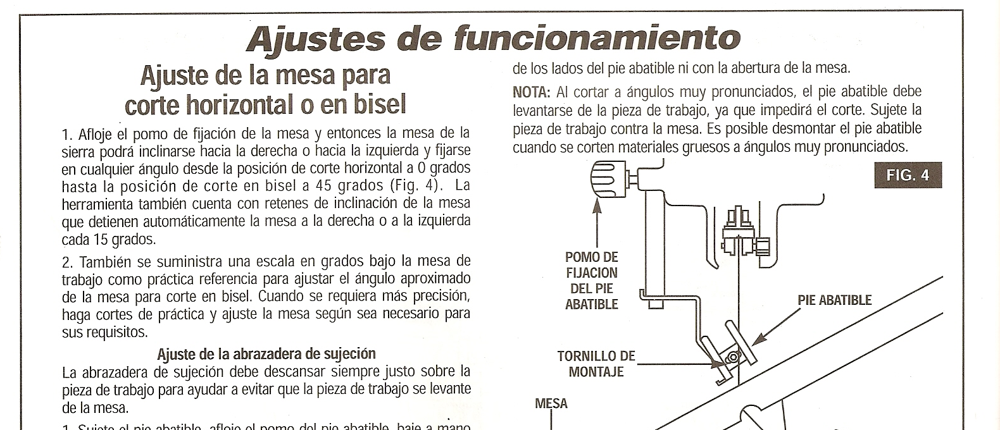 Ajustes de funcionamiento
Ajuste de la mesa para
corte horizontal o en bisel
1. Afloje el pomo de fijación de la mesa y entonces la mesa de la
sierra podrá inclinarse hacia la derecha o hacia la izquierda y fijarse
en cualquier ángulo desde la posición de corte horizontal a 0 grados
hasta la posición de corte en bisel a 45 grados (Fig. 4). La
herramienta también cuenta con retenes de inclinación de la mesa
que detienen automáticamente la mesa a la derecha o a la izquierda
cada 15 grados.
2. También se suministra una escala en grados bajo la mesa de
trabajo como práctica referencia para ajustar el ángulo aproximado
de la mesa para corte en bisel. Cuando se requiera más precisión,
haga cortes de práctica y ajuste la mesa según sea necesario para
sus requisitos.
Ajuste de la abrazadera de sujeción
La abrazadera de sujeción debe descansar siempre justo sobre la
pieza de trabajo para ayudar a evitar que la pieza de trabajo se levante
de la mesa.
1. Sujete el pie abatible, afloje el pomo del pie abatible, baje a mano
de los lados del pie abatible ni con la abertura de la mesa.
NOTA: Al cortar a ángulos muy pronunciados, el pie abatible debe
levantarse de la pieza de trabajo, ya que impedirá el corte. Sujete la
pieza de trabajo contra la mesa. Es posible desmontar el pie abatible
cuando se corten materiales gruesos a ángulos muy pronunciados.
FIG. 4
POMO DE
FIJACION
DEL PIE
ABATIBLE
PIE ABATIBLE
TORNILLO DE
MONTAJE
MESA